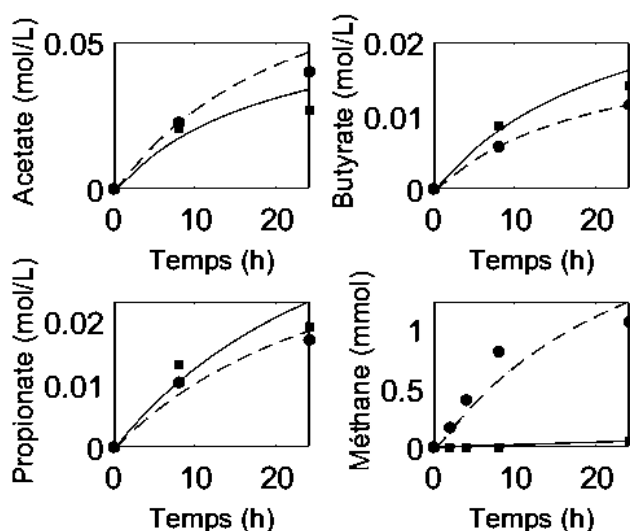 Acetate (mol/L)
0.05
0
0
10
20
Temps (h)
Butyrate (mol/L)
0.02
0.01
0
0
10
20
Temps (h)
Propionate (mol/L)
0.02
0.01
0
0
10
20
Temps (h)
Méthane (mmol)
1
0.5
0
0
10
20
Temps (h)